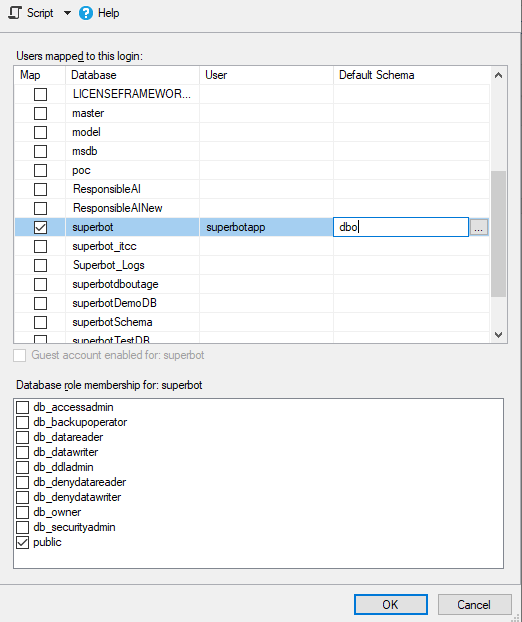 Script Help
Users mapped to this login:
Map Database User Default Schema
LICENSEFRAMEWOR...
master
model
msdb
poc
ResponsibleAI
ResponsibleAINew
superbot superbotapp dbo ...
superbot_itcc
Superbot_Logs
superbotdboutage
superbotDemoDB
superbotSchema
superbotTestDB
Guest account enabled for: superbot
Database role membership for: superbot
db_accessadmin
db_backupoperator
db_datareader
db_datawriter
db_ddladmin
db_denydatareader
db_denydatawriter
db_owner
db_securityadmin
public
OK Cancel